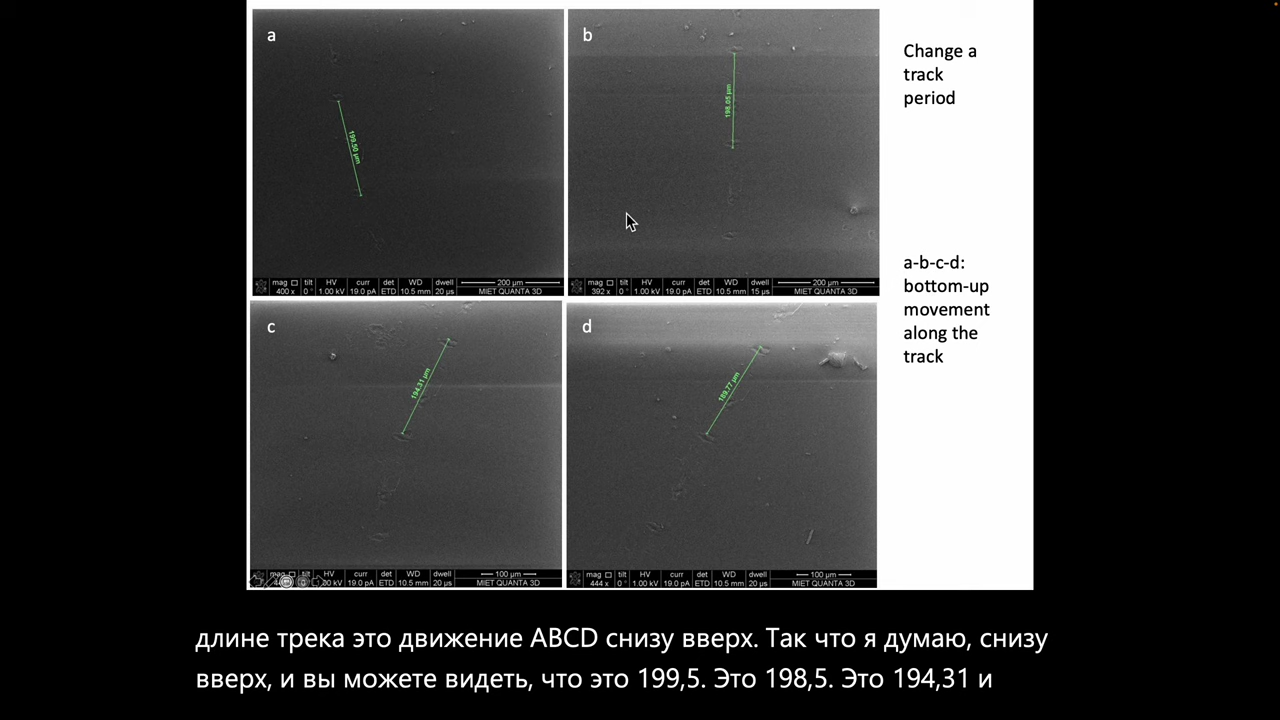 a
b
Change a
track
period
199.50 µm
198.05 µm
mag tilt HV curr det WD dwell 200 µm
400 x 0 ° 1.00 kV 19.0 pA ETD 10.5 mm 20 µs MIET QUANTA 3D
mag tilt HV curr det WD dwell 200 µm
392 x 0 ° 1.00 kV 19.0 pA ETD 10.5 mm 15 µs MIET QUANTA 3D
a-b-c-d:
bottom-up
movement
along the
track
c
d
194.31 µm
189.77 µm
mag HV curr det WD dwell 100 µm
19.0 pA ETD 10.5 mm 20 µs MIET QUANTA 3D
mag tilt HV curr det WD dwell 100 µm
444 x 0 ° 1.00 kV 19.0 pA ETD 10.5 mm 20 µs MIET QUANTA 3D
длине трека это движение ABCD снизу вверх. Так что я думаю, снизу
вверх, и вы можете видеть, что это 199,5. Это 198,5. Это 194,31 и